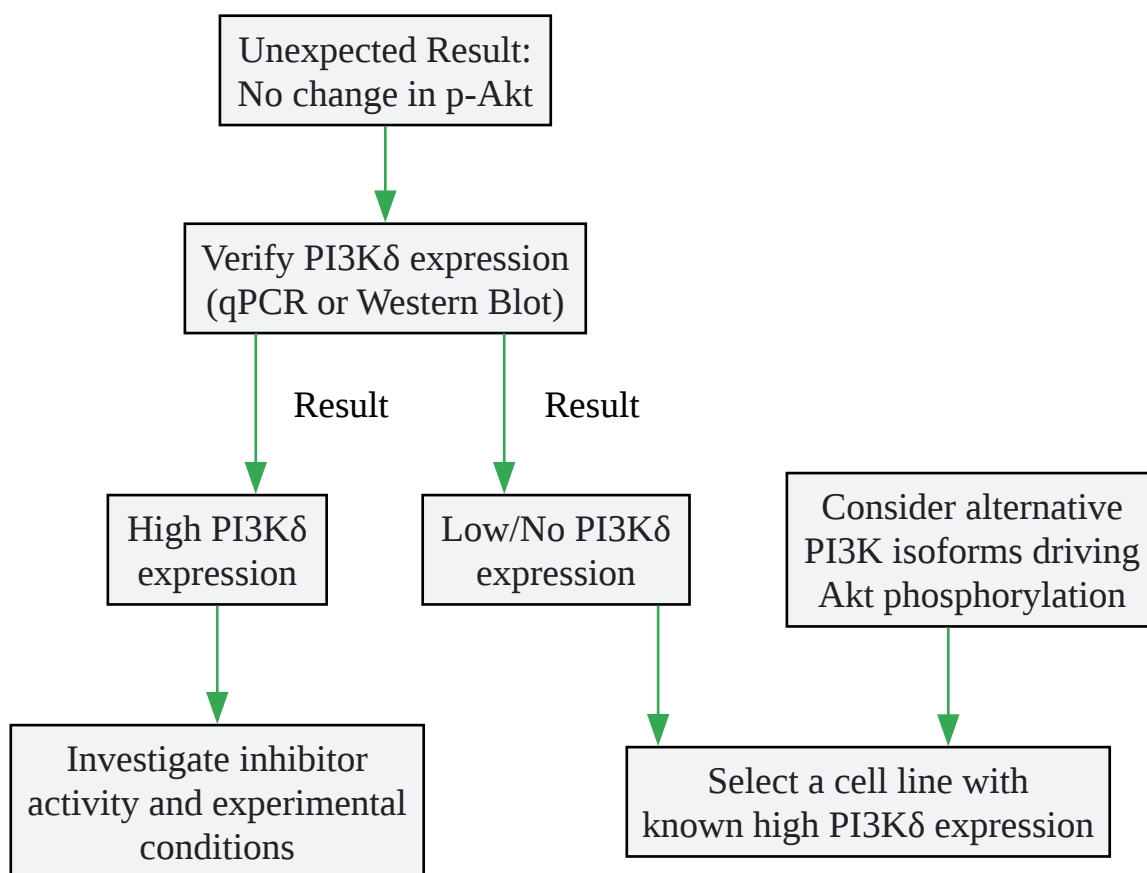 Unexpected Result:
No change in p-Akt
Verify PI3Kδ expression
(qPCR or Western Blot)
Result
Result
High PI3Kδ
expression
Low/No PI3Kδ
expression
Consider alternative
PI3K isoforms driving
Akt phosphorylation
Investigate inhibitor
activity and experimental
conditions
Select a cell line with
known high PI3Kδ expression